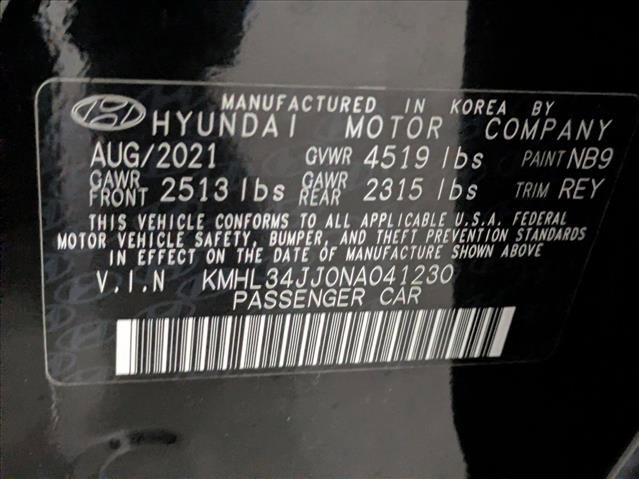 MANUFACTURED IN KOREA BY
HYUNDAI MOTOR COMPANY
AUG/2021 GVWR 4519 lbs PAINT NB9
GAWR FRONT 2513 lbs GAWR REAR 2315 lbs TRIM REY
THIS VEHICLE CONFORMS TO ALL APPLICABLE U.S.A. FEDERAL
MOTOR VEHICLE SAFETY, BUMPER, AND THEFT PREVENTION STANDARDS
IN EFFECT ON THE DATE OF MANUFACTURE SHOWN ABOVE
V.I.N KMHL34JJ0NA041230
PASSENGER CAR